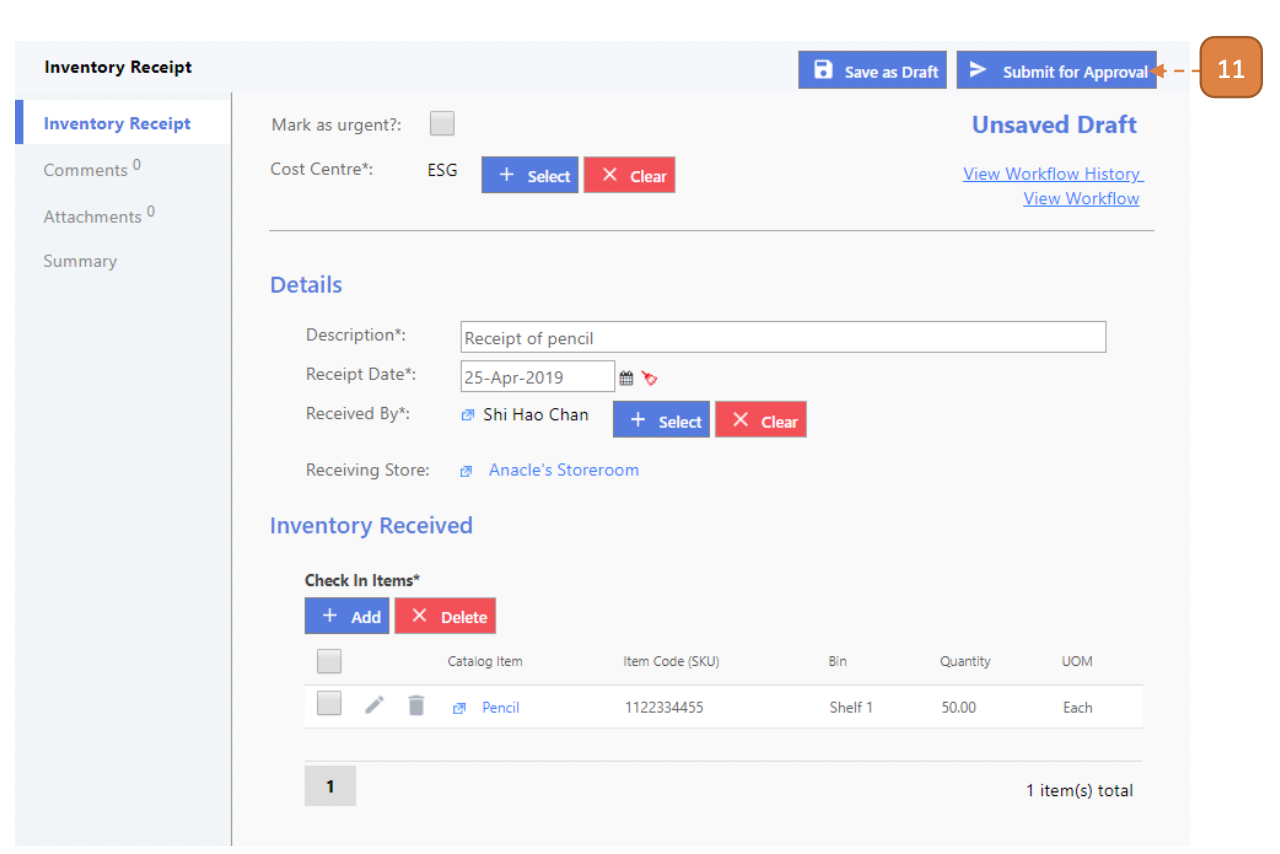 Inventory Receipt
Save as Draft
Submit for Approval
11
Inventory Receipt
Comments 0
Attachments 0
Summary
Mark as urgent?:
Unsaved Draft
Cost Centre*: ESG + Select × Clear
View Workflow History
View Workflow
Details
Description*: Receipt of pencil
Receipt Date*: 25-Apr-2019
Received By*: Shi Hao Chan + Select × Clear
Receiving Store: Anacle's Storeroom
Inventory Received
Check In Items*
+ Add × Delete
Catalog Item Item Code (SKU) Bin Quantity UOM
Pencil 1122334455 Shelf 1 50.00 Each
1
1 item(s) total